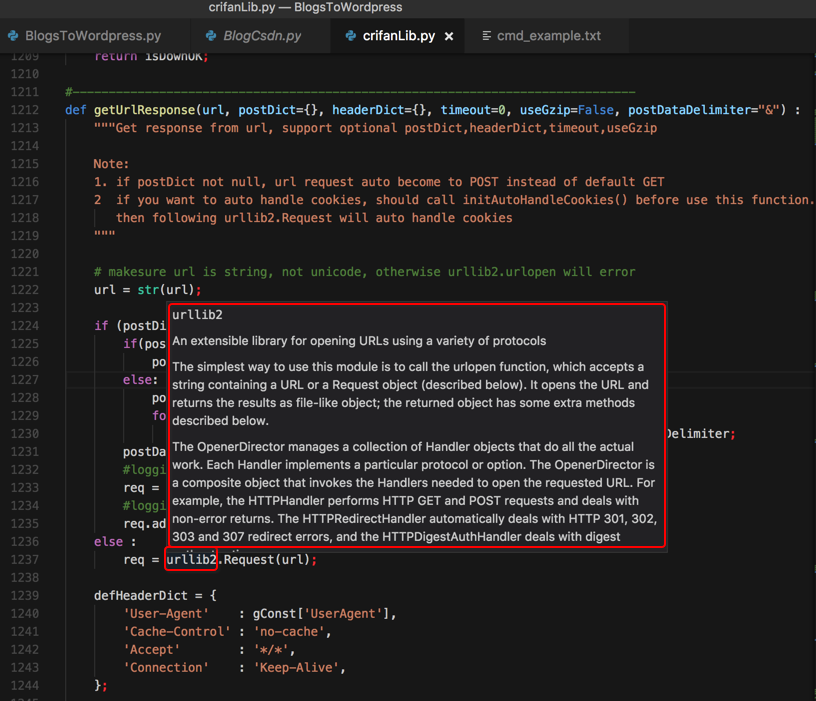 crifanLib.py — BlogsToWordpress
BlogsToWordpress.py BlogCsdn.py crifanLib.py × cmd_example.txt
1209 return isDownOK;
1210
1211 #------------------------------------------------------------------------------
1212 def getUrlResponse(url, postDict={}, headerDict={}, timeout=0, useGzip=False, postDataDelimiter="&") :
1213 """Get response from url, support optional postDict,headerDict,timeout,useGzip
1214
1215 Note:
1216 1. if postDict not null, url request auto become to POST instead of default GET
1217 2 if you want to auto handle cookies, should call initAutoHandleCookies() before use this function.
1218 then following urllib2.Request will auto handle cookies
1219 """
1220
1221 # makesure url is string, not unicode, otherwise urllib2.urlopen will error
1222 url = str(url);
1223
urllib2
1224 if (postDi
An extensible library for opening URLs using a variety of protocols
1225 if(pos
1226 po
The simplest way to use this module is to call the urlopen function, which accepts a
1227 else:
string containing a URL or a Request object (described below). It opens the URL and
1228 po
returns the results as file-like object; the returned object has some extra methods
1229 fo
described below.
1230 Delimiter;
1231 postDa
The OpenerDirector manages a collection of Handler objects that do all the actual
1232 #loggi
work. Each Handler implements a particular protocol or option. The OpenerDirector is
1233 req =
a composite object that invokes the Handlers needed to open the requested URL. For
1234 #loggi
example, the HTTPHandler performs HTTP GET and POST requests and deals with
1235 req.ad
non-error returns. The HTTPRedirectHandler automatically deals with HTTP 301, 302,
1236 else :
303 and 307 redirect errors, and the HTTPDigestAuthHandler deals with digest
1237 req = urllib2.Request(url);
1238
1239 defHeaderDict = {
1240 'User-Agent' : gConst['UserAgent'],
1241 'Cache-Control' : 'no-cache',
1242 'Accept' : '*/*',
1243 'Connection' : 'Keep-Alive',
1244 };